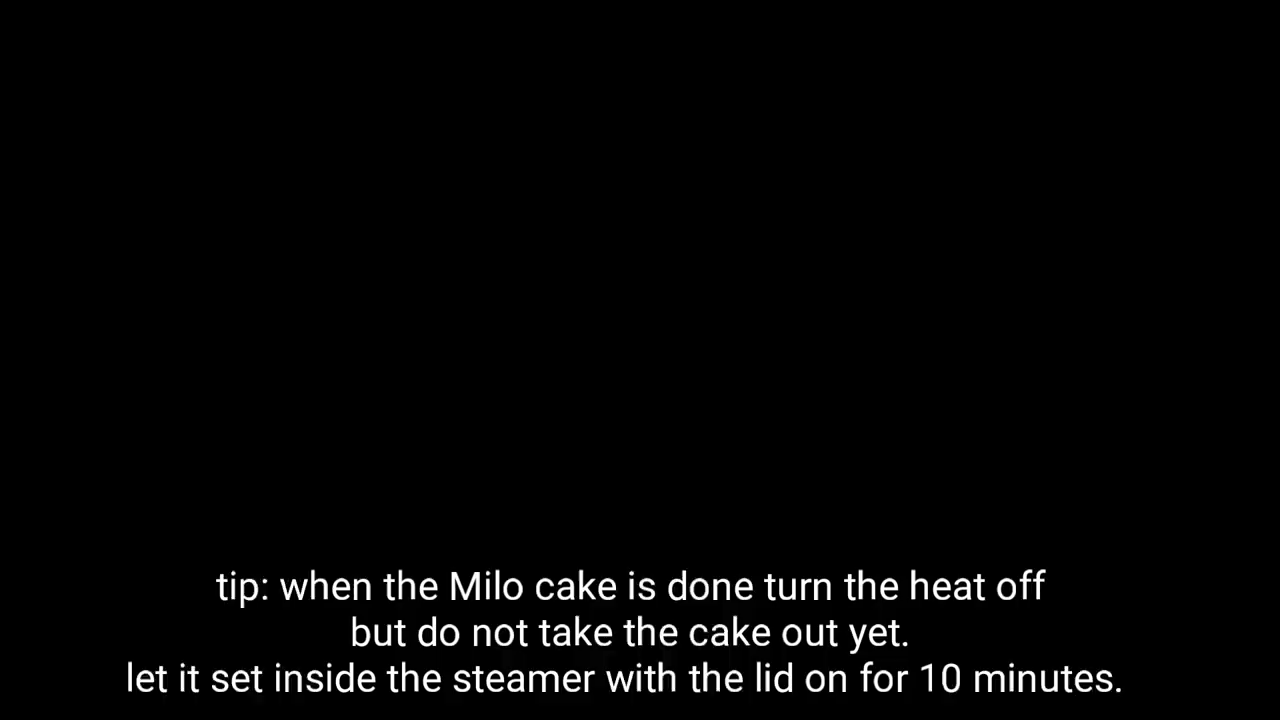 tip: when the Milo cake is done turn the heat off
but do not take the cake out yet.
let it set inside the steamer with the lid on for 10 minutes.